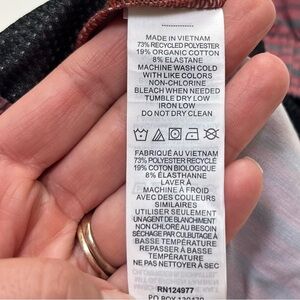 MADE IN VIETNAM
73% RECYCLED POLYESTER
19% ORGANIC COTTON
8% ELASTANE
MACHINE WASH COLD
WITH LIKE COLORS
NON-CHLORINE
BLEACH WHEN NEEDED
TUMBLE DRY LOW
IRON LOW
DO NOT DRY CLEAN
FABRIQUÉ AU VIETNAM
73% POLYESTER RECYCLÉ
19% COTON BIOLOGIQUE
8% ÉLASTHANNE
LAVER À
MACHINE À FROID
AVEC DES COULEURS
SIMILAIRES
UTILISER SEULEMENT
UN AGENT DE BLANCHIMENT
NON CHLORÉ AU BESOIN
SÉCHAGE PAR CULBUTAGE À
BASSE TEMPÉRATURE
REPASSER À BASSE
TEMPÉRATURE
NE PAS NETTOYER À SEC
RN124977
PO BOX 130470